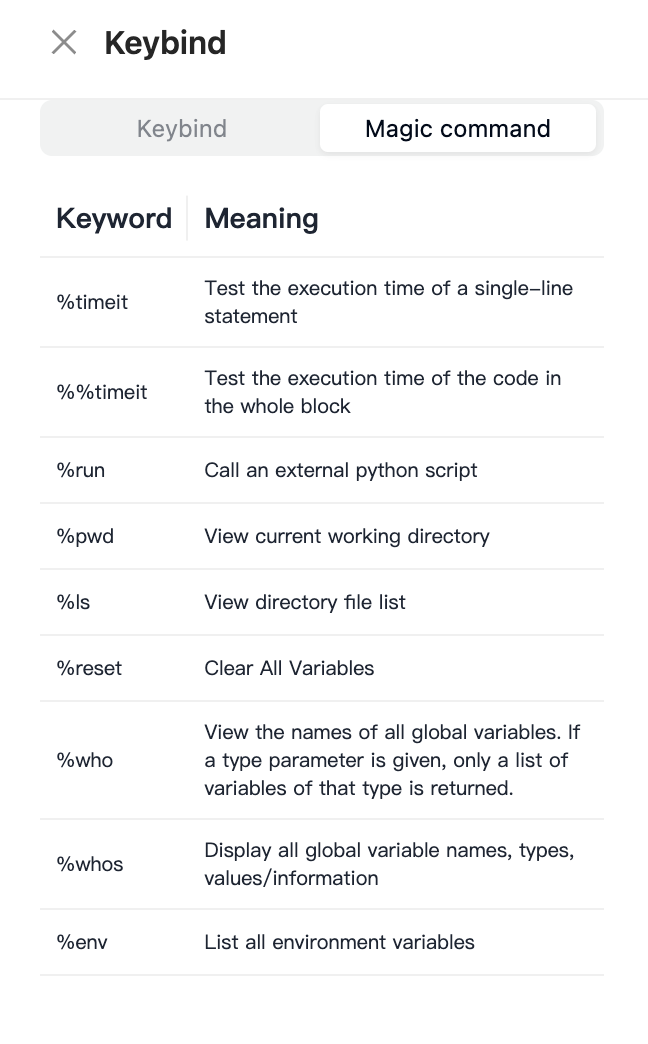 Keybind
Keybind Magic command
Keyword Meaning
%timeit Test the execution time of a single-line
statement
%%timeit Test the execution time of the code in
the whole block
%run Call an external python script
%pwd View current working directory
%ls View directory file list
%reset Clear All Variables
%who View the names of all global variables. If
a type parameter is given, only a list of
variables of that type is returned.
%whos Display all global variable names, types,
values/information
%env List all environment variables